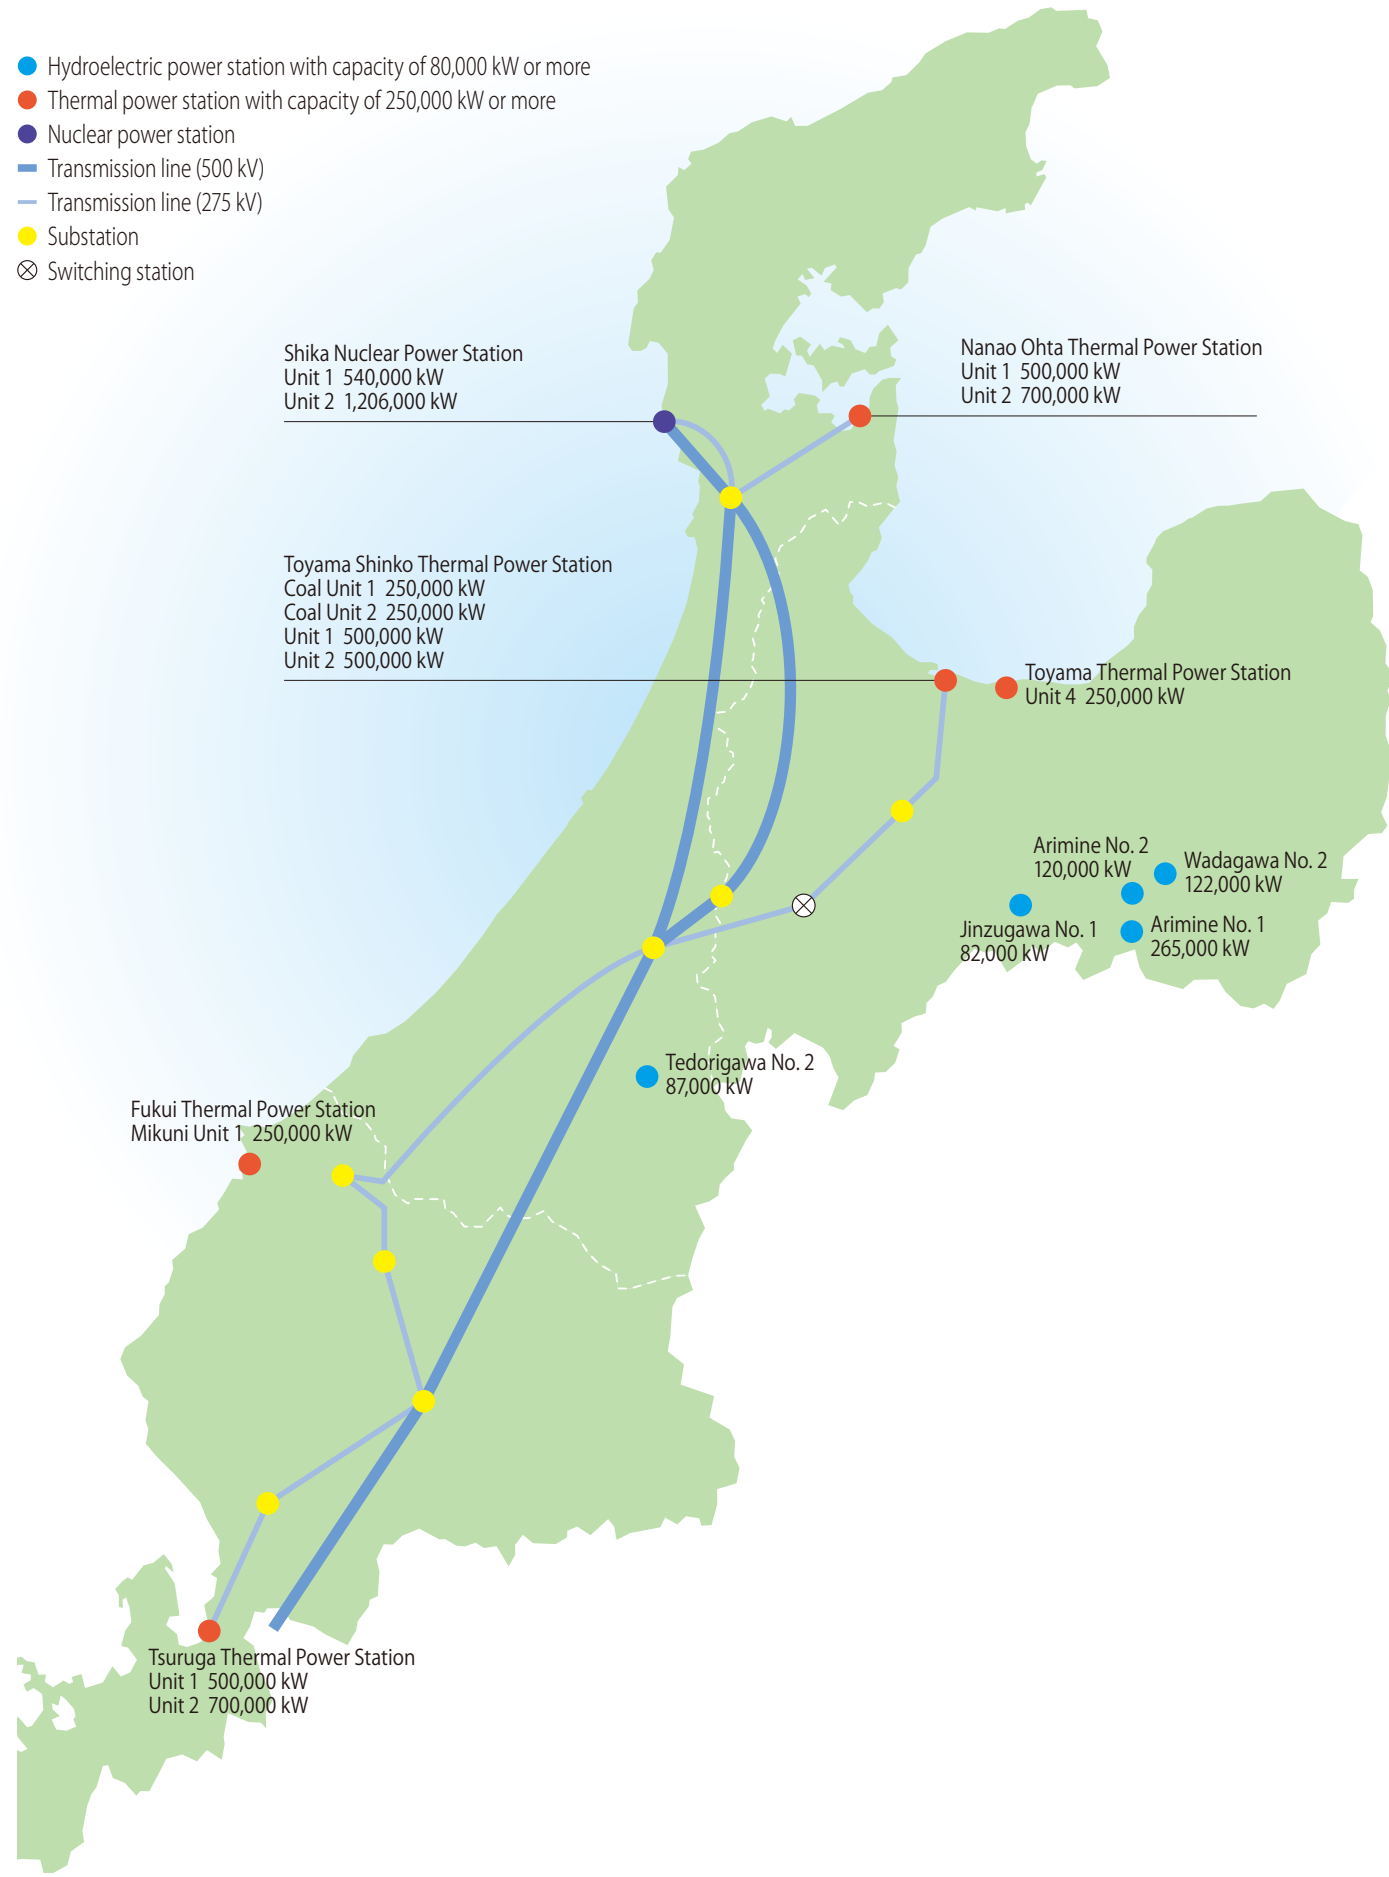 Hydroelectric power station with capacity of 80,000 kW or more
Thermal power station with capacity of 250,000 kW or more
Nuclear power station
Transmission line (500 kV)
Transmission line (275 kV)
Substation
Switching station
Shika Nuclear Power Station
Unit 1 540,000 kW
Unit 2 1,206,000 kW
Nanao Ohta Thermal Power Station
Unit 1 500,000 kW
Unit 2 700,000 kW
Toyama Shinko Thermal Power Station
Coal Unit 1 250,000 kW
Coal Unit 2 250,000 kW
Unit 1 500,000 kW
Unit 2 500,000 kW
Toyama Thermal Power Station
Unit 4 250,000 kW
Arimine No. 2
120,000 kW
Wadagawa No. 2
122,000 kW
Jinzugawa No. 1
82,000 kW
Arimine No. 1
265,000 kW
Tedorigawa No. 2
87,000 kW
Fukui Thermal Power Station
Mikuni Unit 1 250,000 kW
Tsuruga Thermal Power Station
Unit 1 500,000 kW
Unit 2 700,000 kW